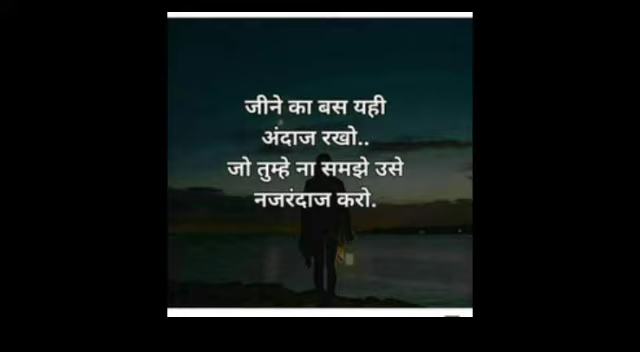 जीने का बस यही
अंदाज रखो..
जो तुम्हे ना समझे उसे
नजरंदाज करो.